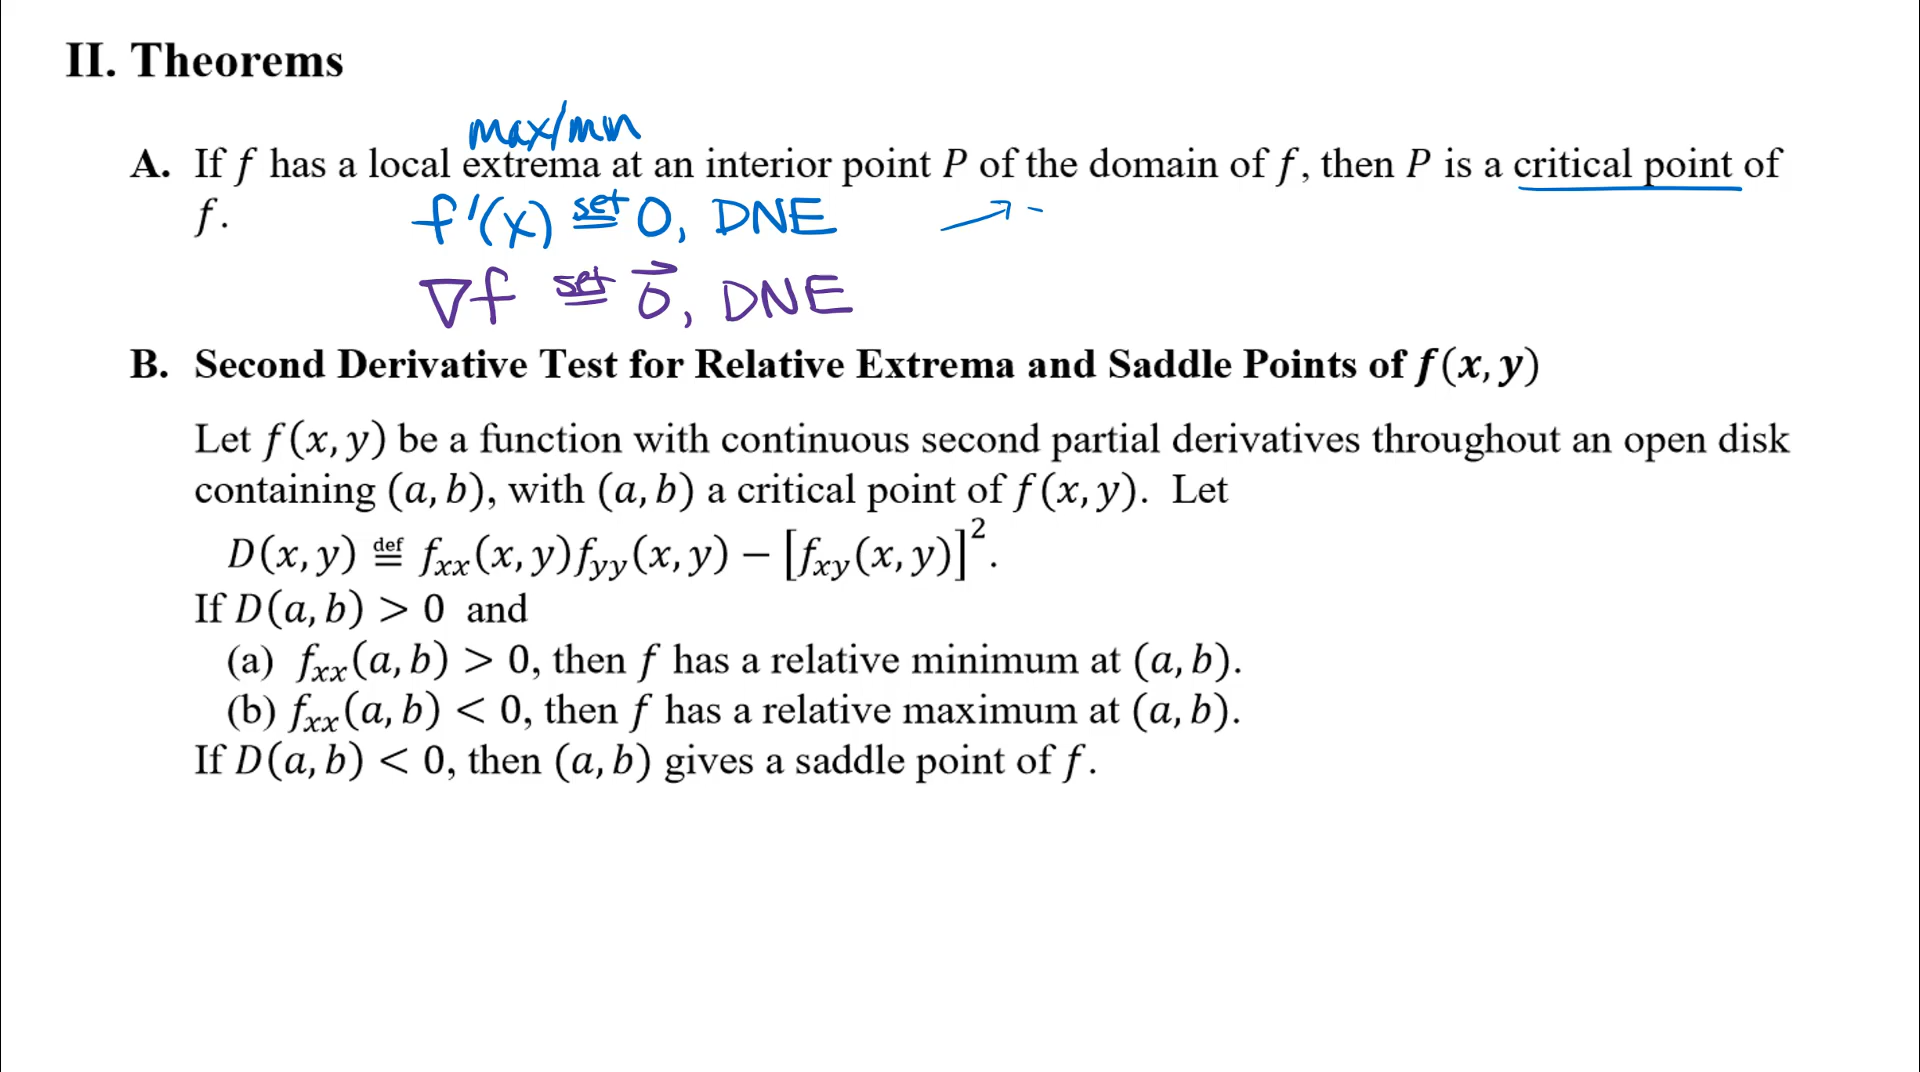 II. Theorems
max/min
A. If f has a local extrema at an interior point P of the domain of f, then P is a critical point of
f.
f'(x) set= 0, DNE → -
∇f set= 0⃗, DNE
B. Second Derivative Test for Relative Extrema and Saddle Points of f(x, y)
Let f(x, y) be a function with continuous second partial derivatives throughout an open disk
containing (a, b), with (a, b) a critical point of f(x, y). Let
D(x, y) ≝ fxx(x, y)fyy(x, y) − [fxy(x, y)]².
If D(a, b) > 0 and
(a) fxx(a, b) > 0, then f has a relative minimum at (a, b).
(b) fxx(a, b) < 0, then f has a relative maximum at (a, b).
If D(a, b) < 0, then (a, b) gives a saddle point of f.